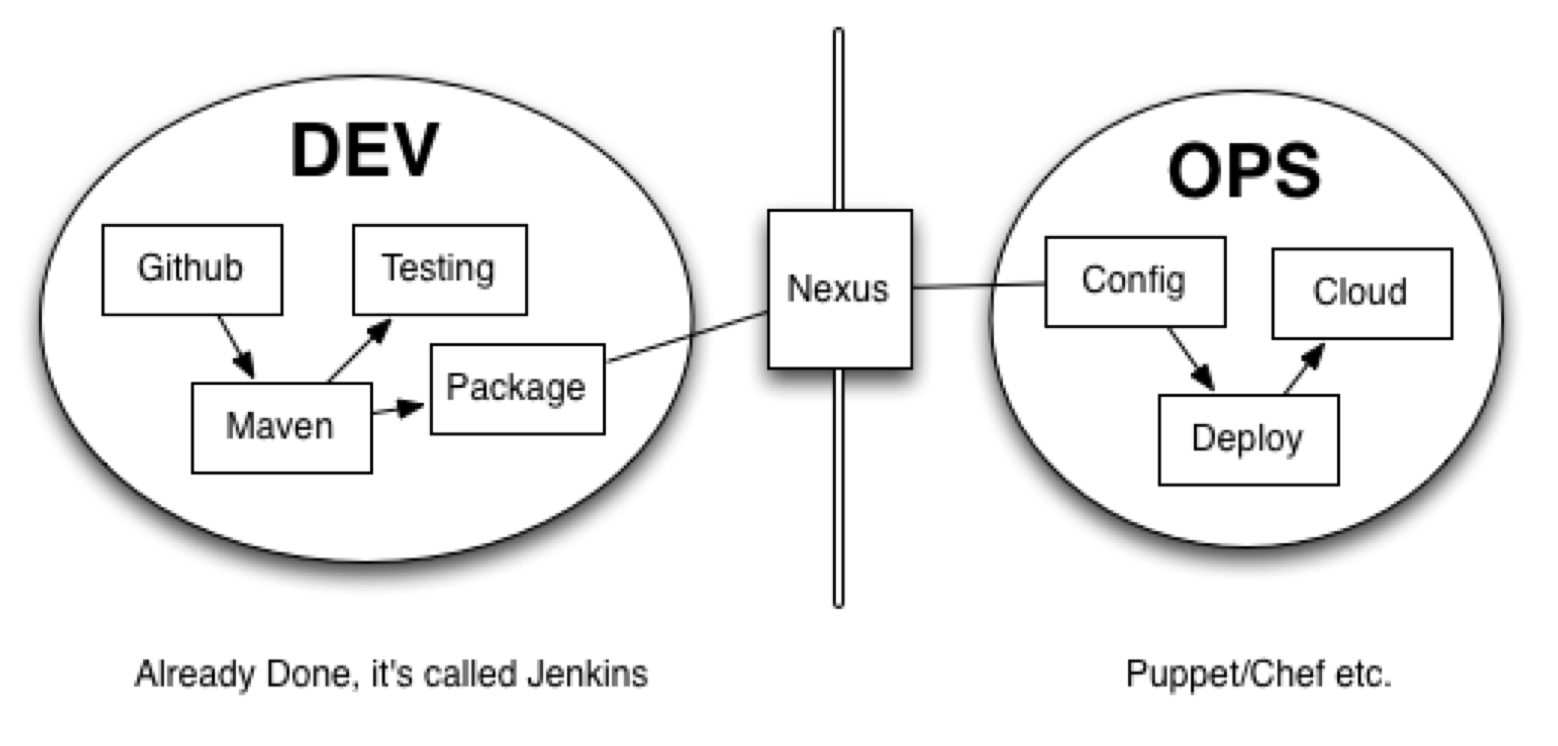 DEV
Github
Testing
Maven
Package
Nexus
OPS
Config
Cloud
Deploy
Already Done, it's called Jenkins
Puppet/Chef etc.